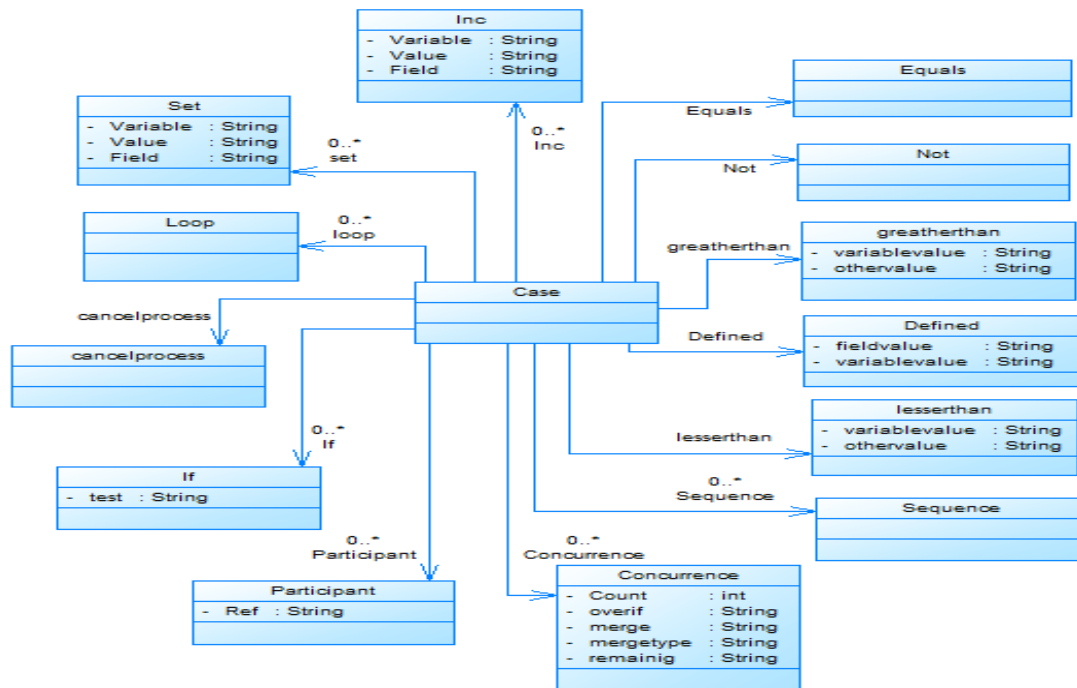 Inc
- Variable : String
- Value : String
- Field : String
Set
- Variable : String
- Value : String
- Field : String
Equals
Equals
0..*
Inc
0..*
set
Not
Not
Loop
0..*
loop
greatherthan
- variablevalue : String
- othervalue : String
greatherthan
Case
cancelprocess
cancelprocess
Defined
- fieldvalue : String
- variablevalue : String
Defined
lesserthan
- variablevalue : String
- othervalue : String
lesserthan
0..*
If
If
- test : String
0..*
Sequence
Sequence
0..*
Participant
Participant
- Ref : String
0..*
Concurrence
Concurrence
- Count : int
- overif : String
- merge : String
- mergetype : String
- remainig : String